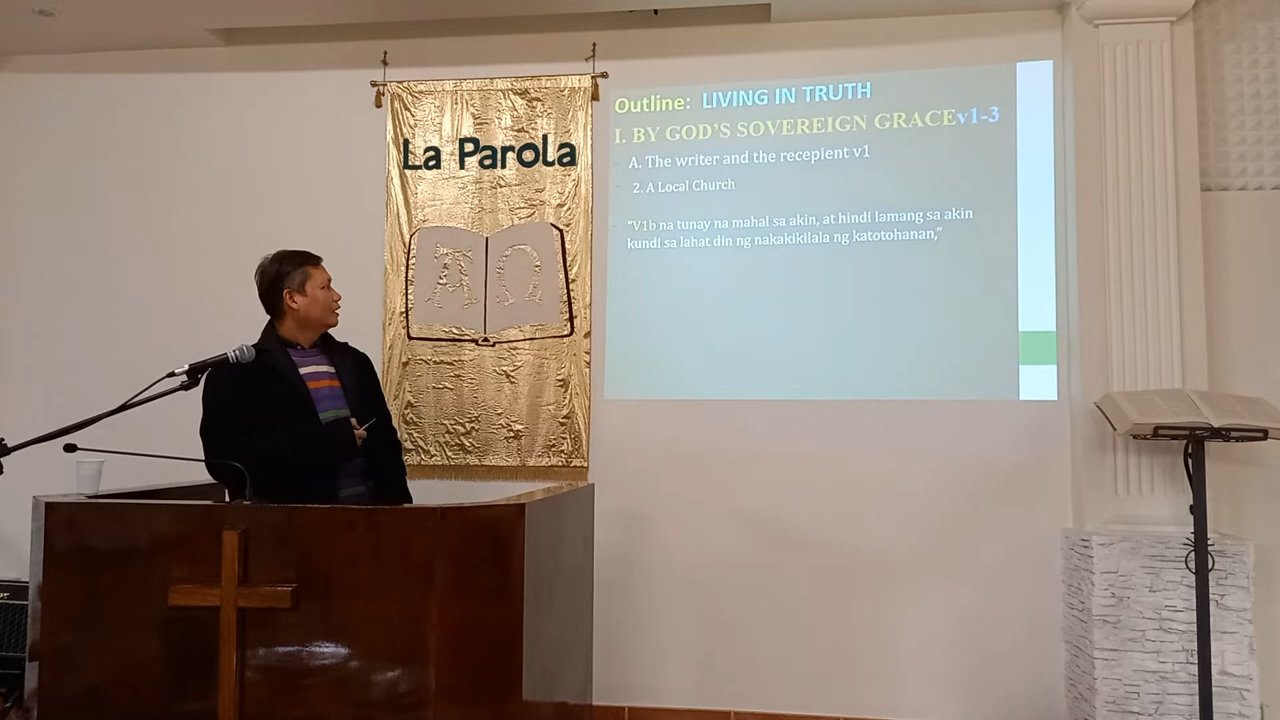 La Parola
Α Ω
Outline: LIVING IN TRUTH
I. BY GOD'S SOVEREIGN GRACEv1-3
- A. The writer and the recepient v1
- 2. A Local Church
- "V1b na tunay na mahal sa akin, at hindi lamang sa akin
kundi sa lahat din ng nakakikilala ng katotohanan,"